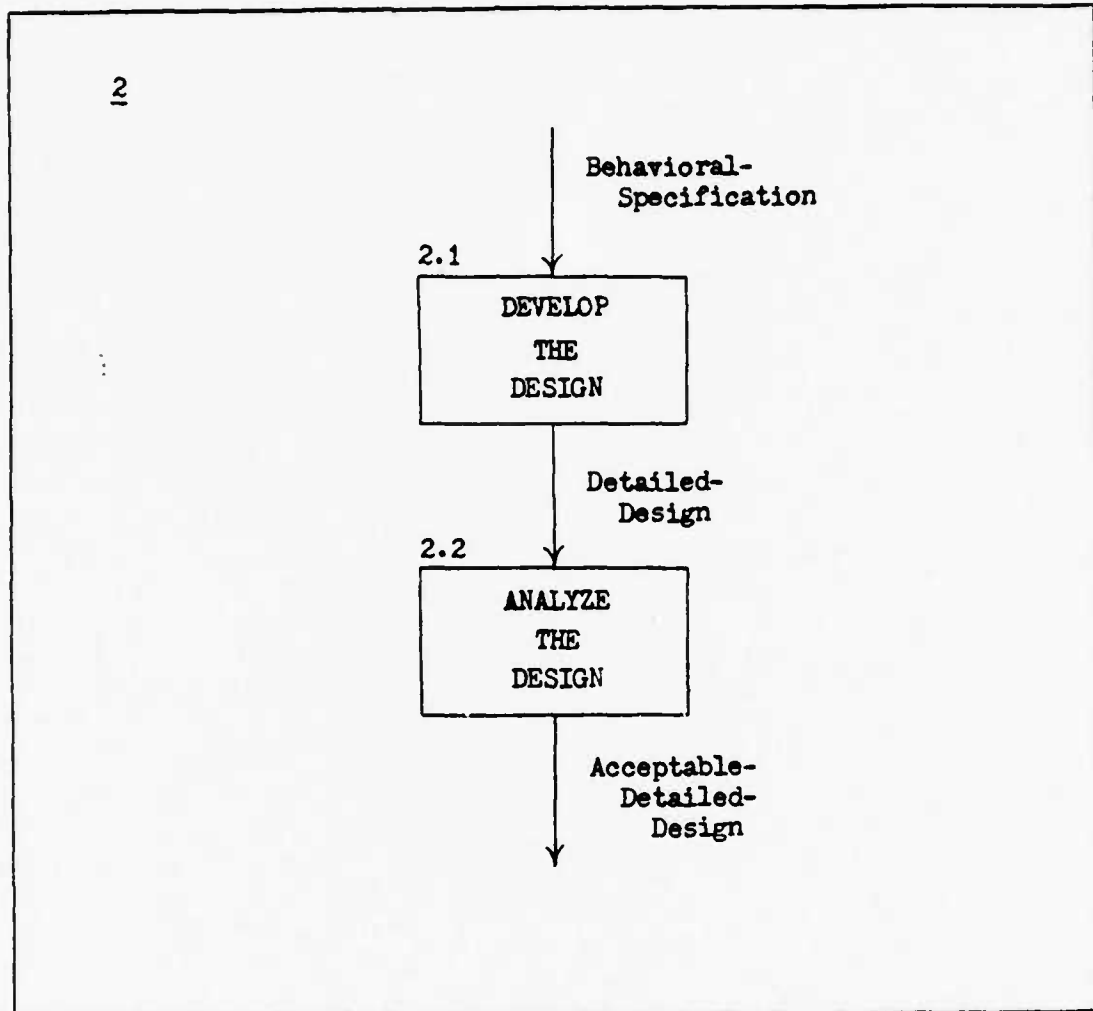 2
Behavioral-
Specification
2.1
DEVELOP
THE
DESIGN
Detailed-
Design
2.2
ANALYZE
THE
DESIGN
Acceptable-
Detailed-
Design